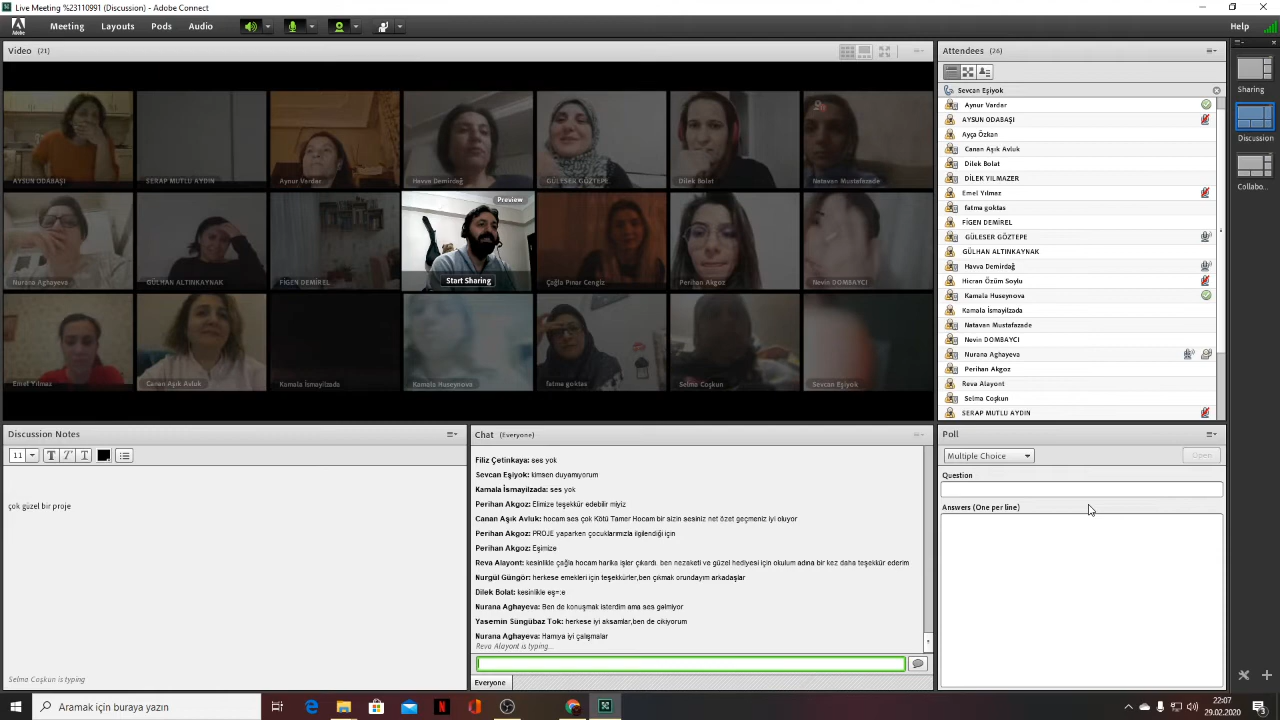 Live Meeting %23110991 (Discussion) - Adobe Connect
Adobe
Meeting Layouts Pods Audio
Help
Video (21)
AYSUN ODABAŞI
SERAP MUTLU AYDIN
Aynur Vardar
Havva Demirdağ
GÜLESER GÖZTEPE
Dilek Bolat
Natavan Mustafazade
Nurana Aghayeva
GÜLHAN ALTINKAYNAK
FİGEN DEMİREL
Preview
Start Sharing
Çağla Pınar Cengiz
Perihan Akgoz
Nevin DOMBAYCI
Emel Yılmaz
Canan Aşık Avluk
Kamala İsmayilzada
Kamala Huseynova
fatma goktas
Selma Coşkun
Sevcan Eşiyok
Attendees (26)
Sevcan Eşiyok
Aynur Vardar
AYSUN ODABAŞI
Ayça Özkan
Canan Aşık Avluk
Dilek Bolat
DİLEK YILMAZER
Emel Yılmaz
fatma goktas
FİGEN DEMİREL
GÜLESER GÖZTEPE
GÜLHAN ALTINKAYNAK
Havva Demirdağ
Hicran Özüm Soylu
Kamala Huseynova
Kamala İsmayilzada
Natavan Mustafazade
Nevin DOMBAYCI
Nurana Aghayeva
Perihan Akgoz
Reva Alayont
Selma Coşkun
SERAP MUTLU AYDIN
Sharing
Discussion
Collabo...
Discussion Notes
11
T T T
çok güzel bir proje
Selma Coşkun is typing
Chat (Everyone)
Filiz Çetinkaya: ses yok
Sevcan Eşiyok: kimsen duyamıyorum
Kamala İsmayilzada: ses yok
Perihan Akgoz: Elimize teşekkür edebilir miyiz
Canan Aşık Avluk: hocam ses çok Kötü Tamer Hocam bir sizin sesiniz net özet geçmeniz iyi oluyor
Perihan Akgoz: PROJE yaparken çocuklarımızla ilgilendiği için
Perihan Akgoz: Eşimize
Reva Alayont: kesinlikle çağla hocam harika işler çıkardı. ben nezaketi ve güzel hediyesi için okulum adına bir kez daha teşekkür ederim
Nurgül Güngör: herkese emekleri için teşekkürler,ben çıkmak orundayım arkadaşlar
Dilek Bolat: kesinlikle eş=:e
Nurana Aghayeva: Ben de konuşmak isterdim ama ses gəlmiyor
Yasemin Süngübaz Tok: herkese iyi aksamlar,ben de cikiyorum
Nurana Aghayeva: Hamıya iyi çalışmalar
Reva Alayont is typing...
Everyone
Poll
Multiple Choice
Open
Question
Answers (One per line)
Aramak için buraya yazın
22:07
29.02.2020